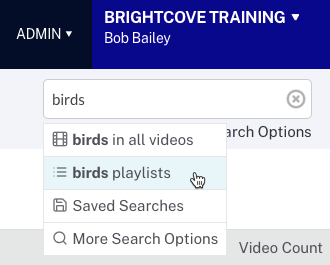 ADMIN
BRIGHTCOVE TRAINING
Bob Bailey
birds
arch Options
birds in all videos
birds playlists
Saved Searches
More Search Options
Video Count